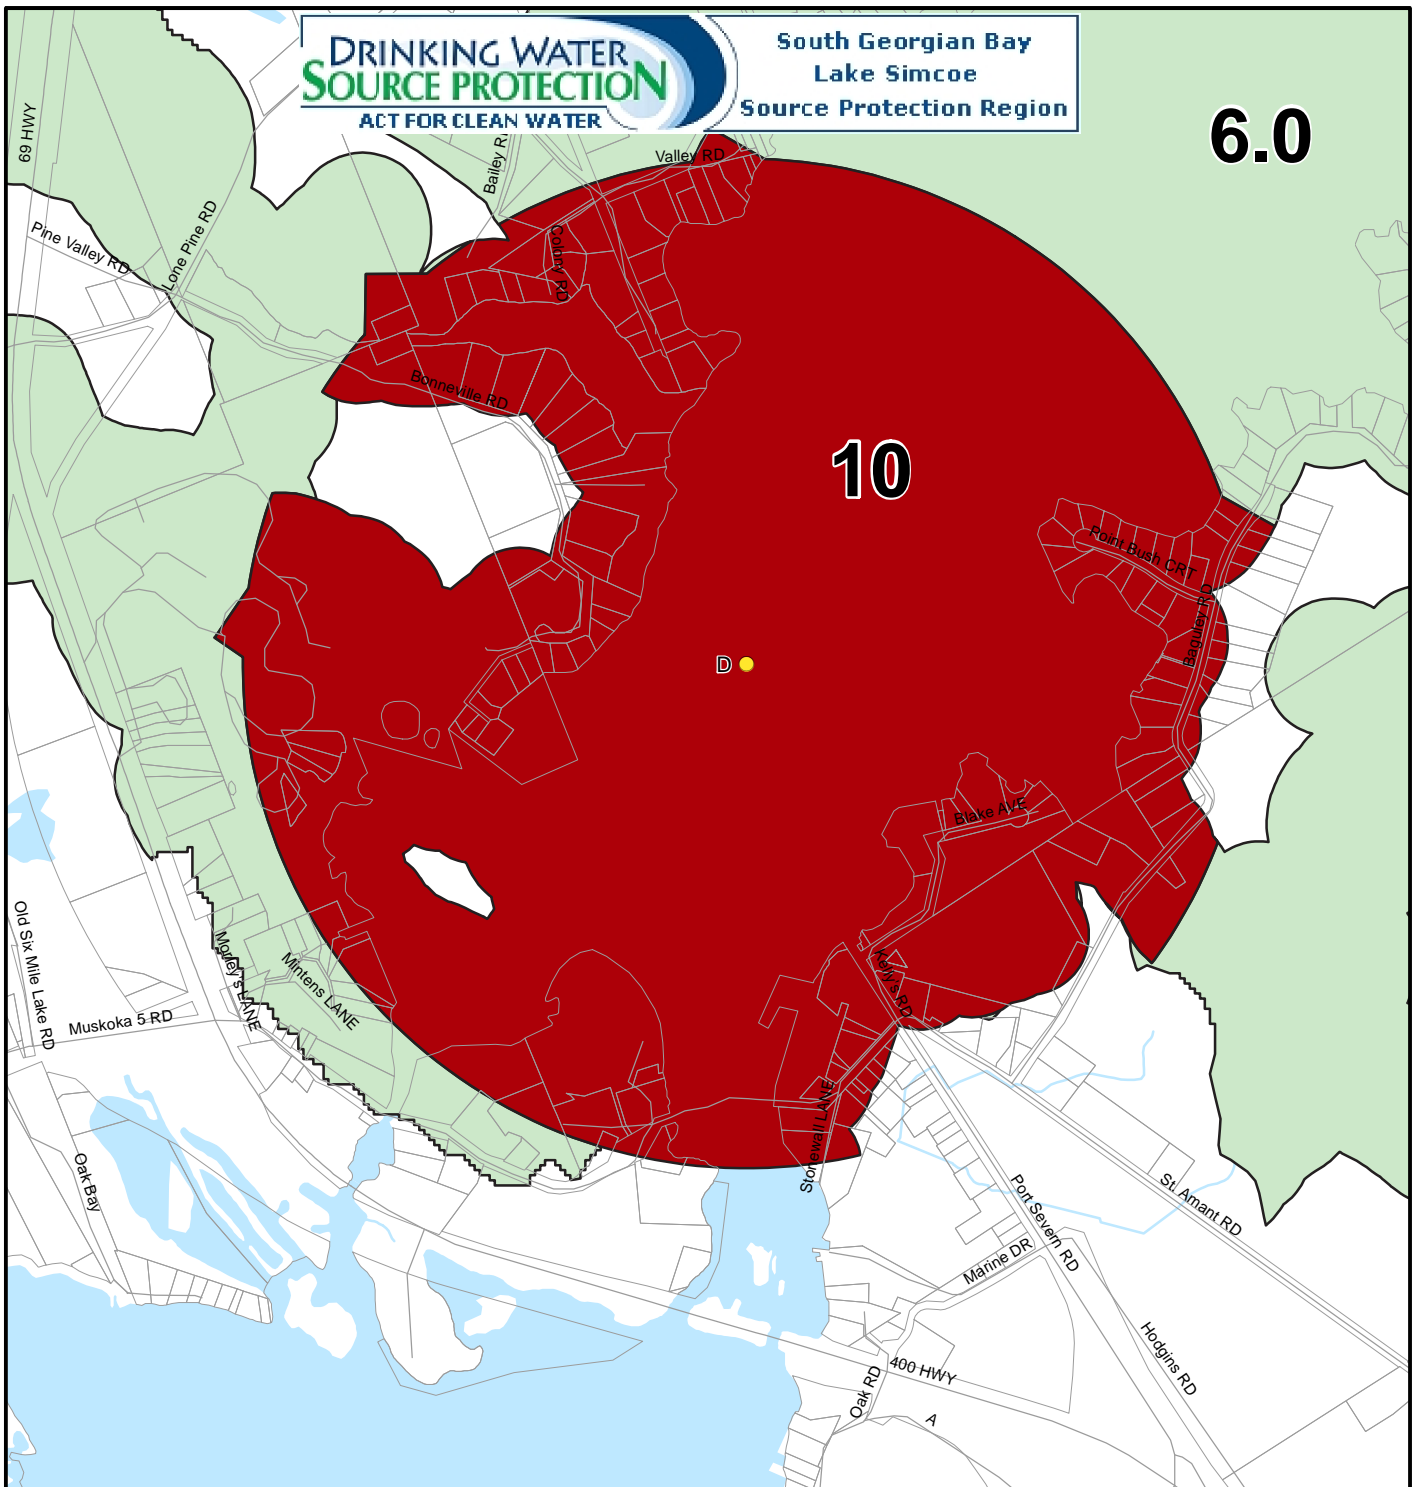 DRINKING WATER
SOURCE PROTECTION
ACT FOR CLEAN WATER
South Georgian Bay
Lake Simcoe
Source Protection Region
6.0
69 HWY
Bailey R
Valley RD
Pine Valley RD
Lone Pine RD
Colony RD
Bonneville RD
10
Point Bush CRT
Baguley RD
D
Blake AVE
Old Six Mile Lake RD
Morley's LANE
Mintens LANE
Kelly's RD
Muskoka 5 RD
Stonewall LANE
Oak Bay
Port Severn RD
St. Amant RD
Marine DR
Hodgins RD
400 HWY
Oak RD
A